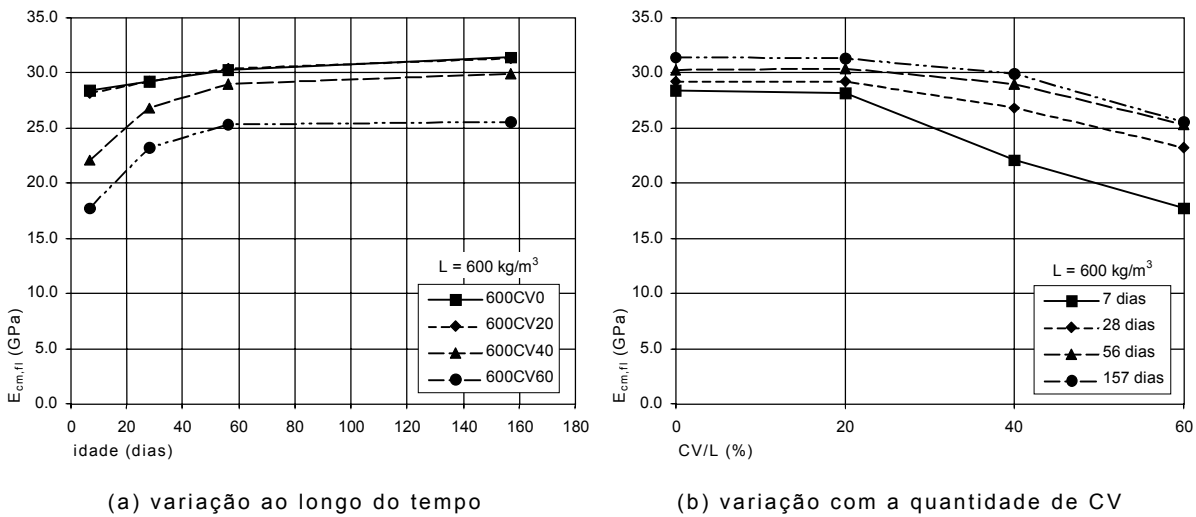 35.0
30.0
25.0
20.0
15.0
10.0
5.0
0.0
E_cm,fl (GPa)
0 20 40 60 80 100 120 140 160 180
idade (dias)
L = 600 kg/m³
600CV0
600CV20
600CV40
600CV60
(a) variação ao longo do tempo
35.0
30.0
25.0
20.0
15.0
10.0
5.0
0.0
E_cm,fl (GPa)
0 20 40 60
CV/L (%)
L = 600 kg/m³
7 dias
28 dias
56 dias
157 dias
(b) variação com a quantidade de CV